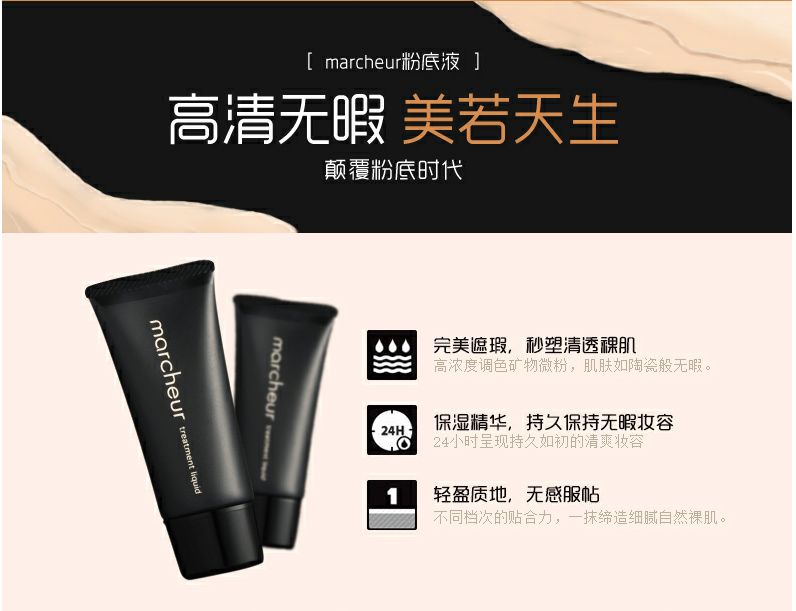 [ marcheur粉底液 ]
高清无暇 美若天生
颠覆粉底时代
marcheur treatment liquid
marcheur treatment liquid
完美遮瑕，秒塑清透裸肌
高浓度调色矿物微粉，肌肤如陶瓷般无暇。
24H
保湿精华，持久保持无暇妆容
24小时呈现持久如初的清爽妆容
1
轻盈质地，无感服帖
不同档次的贴合力，一抹缔造细腻自然裸肌。